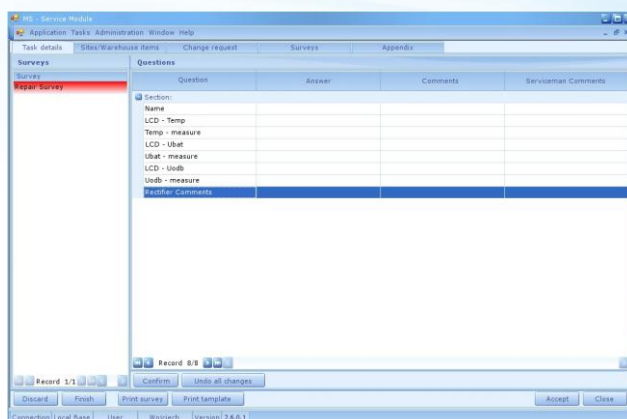 MS - Service Module
Application Tasks Administration Window Help
Task details Sites/Warehouse items Change request Surveys Appendix
Surveys Questions
Survey Question Answer Comments Serviceman Comments
Repair Survey
Section:
Name
LCD - Temp
Temp - measure
LCD - Ubat
Ubat - measure
LCD - Uodb
Uodb - measure
Rectifier Comments
Record 8/8
Record 1/1 Confirm Undo all changes
Discard Finish Print survey Print template Accept Close
Connection Local Base User Wojciech Version 2.6.0.1